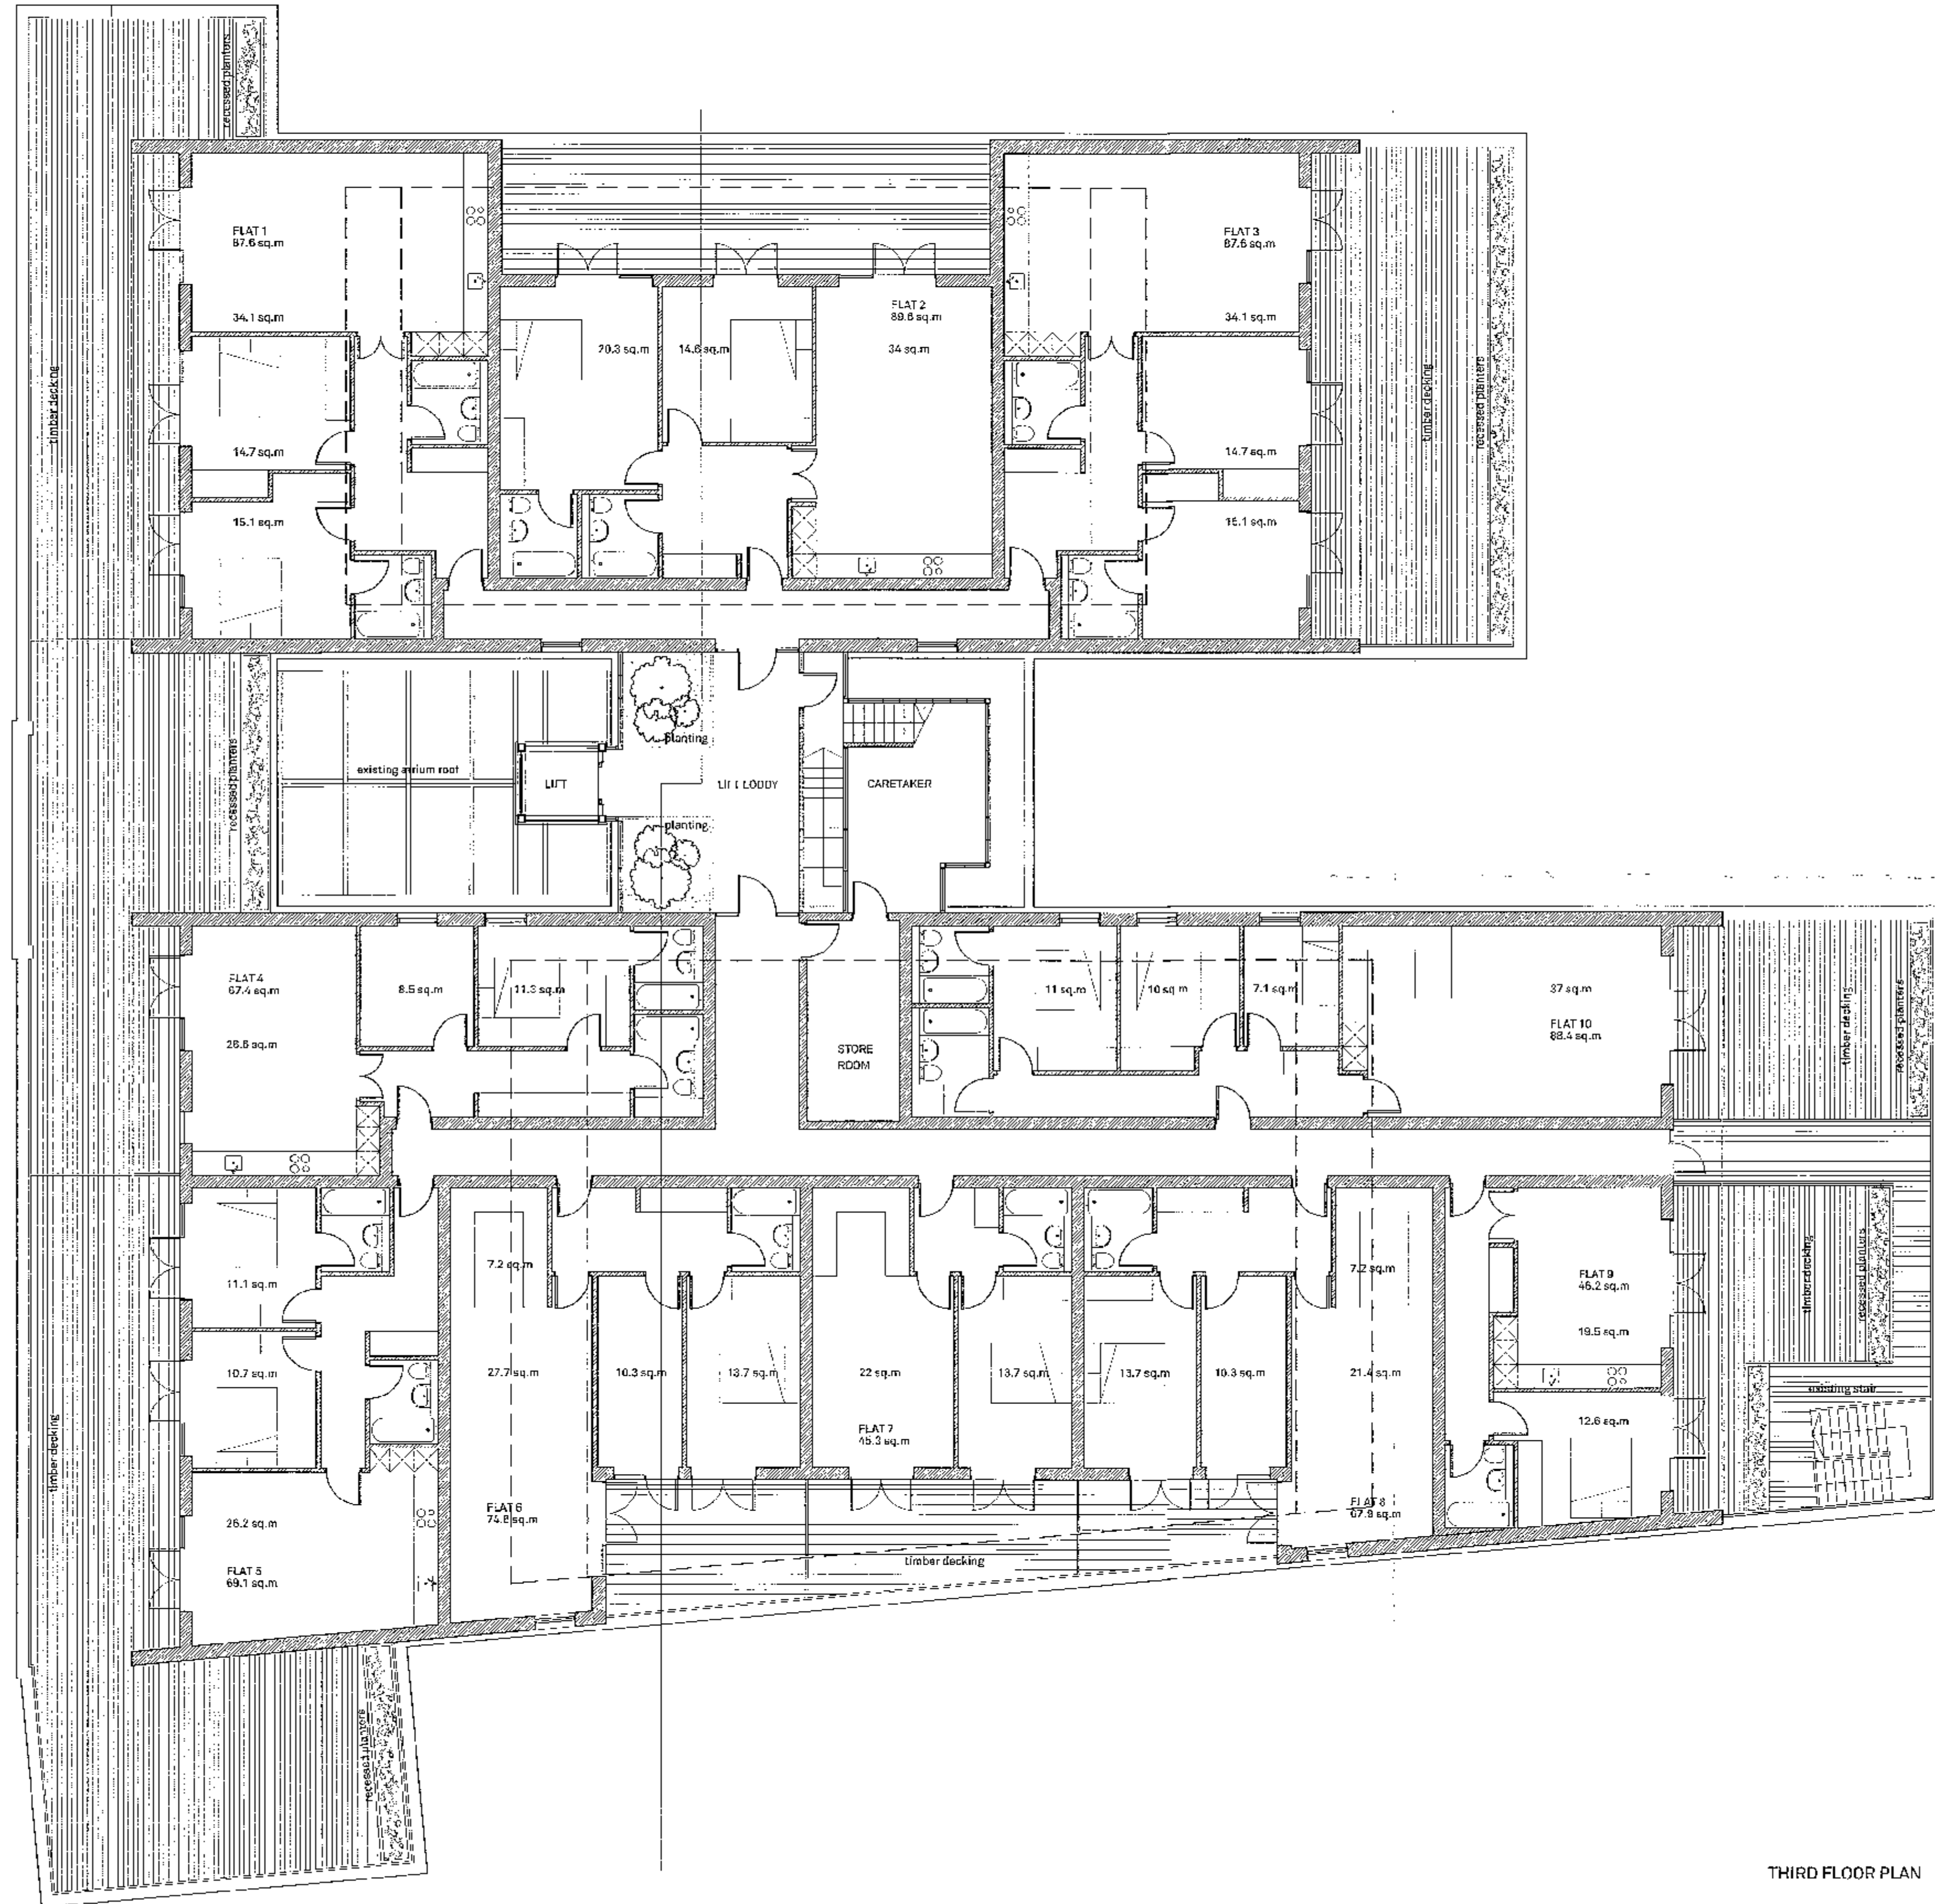 recessed planters
FLAT 1
87.6 sq.m
34.1 sq.m
14.7 sq.m
15.1 sq.m
timber decking
20.3 sq.m
14.6 sq.m
FLAT 2
89.6 sq.m
34 sq.m
FLAT 3
87.6 sq.m
34.1 sq.m
14.7 sq.m
15.1 sq.m
timber decking
recessed planters
recessed planters
existing atrium roof
LIFT
planting
LIFT LOBBY
planting
CARETAKER
FLAT 4
67.4 sq.m
8.5 sq.m
11.3 sq.m
STORE
ROOM
11 sq.m
10 sq m
7.1 sq.m
37 sq.m
FLAT 10
88.4 sq.m
timber decking
recessed planters
11.1 sq.m
10.7 sq.m
26.2 sq.m
FLAT 5
69.1 sq.m
timber decking
7.2 sq.m
27.7 sq.m
FLAT 6
10.3 sq.m
13.7 sq.m
22 sq.m
FLAT 7
45.3 sq.m
13.7 sq.m
13.7 sq.m
10.3 sq.m
7.2 sq.m
21.4 sq.m
FLAT 8
67.9 sq.m
FLAT 9
46.2 sq.m
19.5 sq.m
12.6 sq.m
timber decking
recessed planters
existing stair
timber decking
recessed planters
THIRD FLOOR PLAN